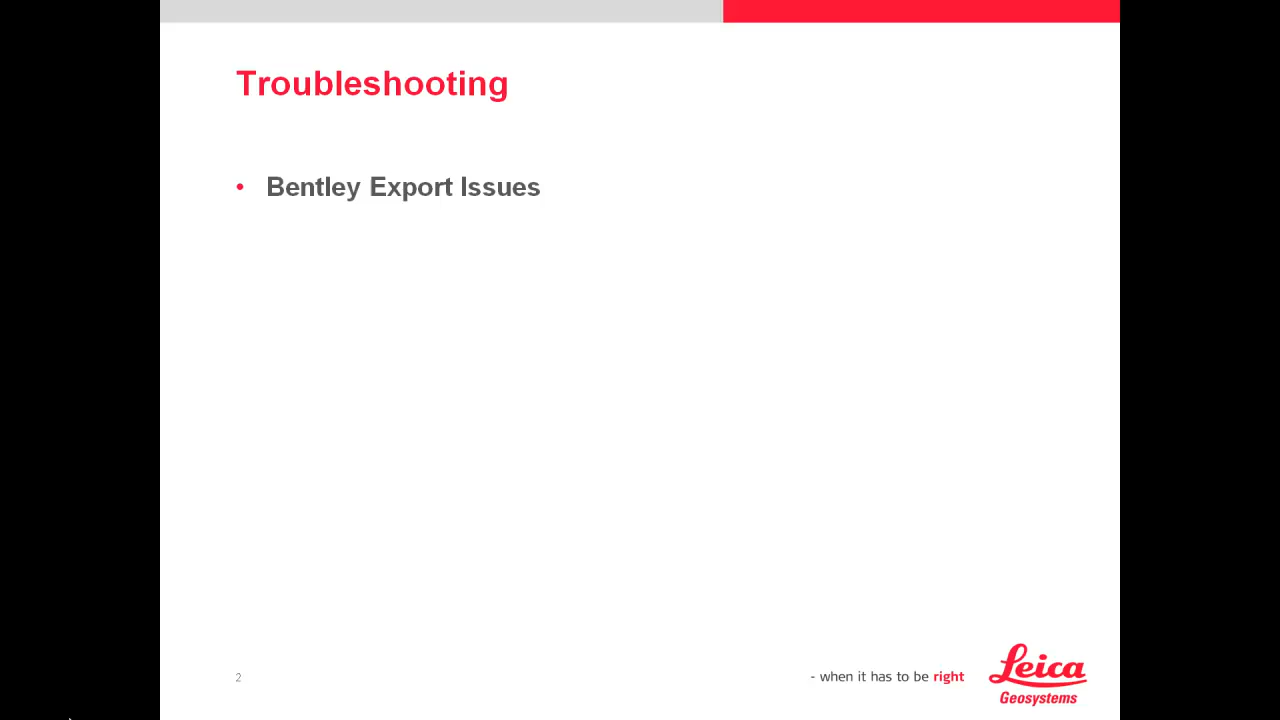 Troubleshooting
• Bentley Export Issues
2
- when it has to be right
Leica
Geosystems